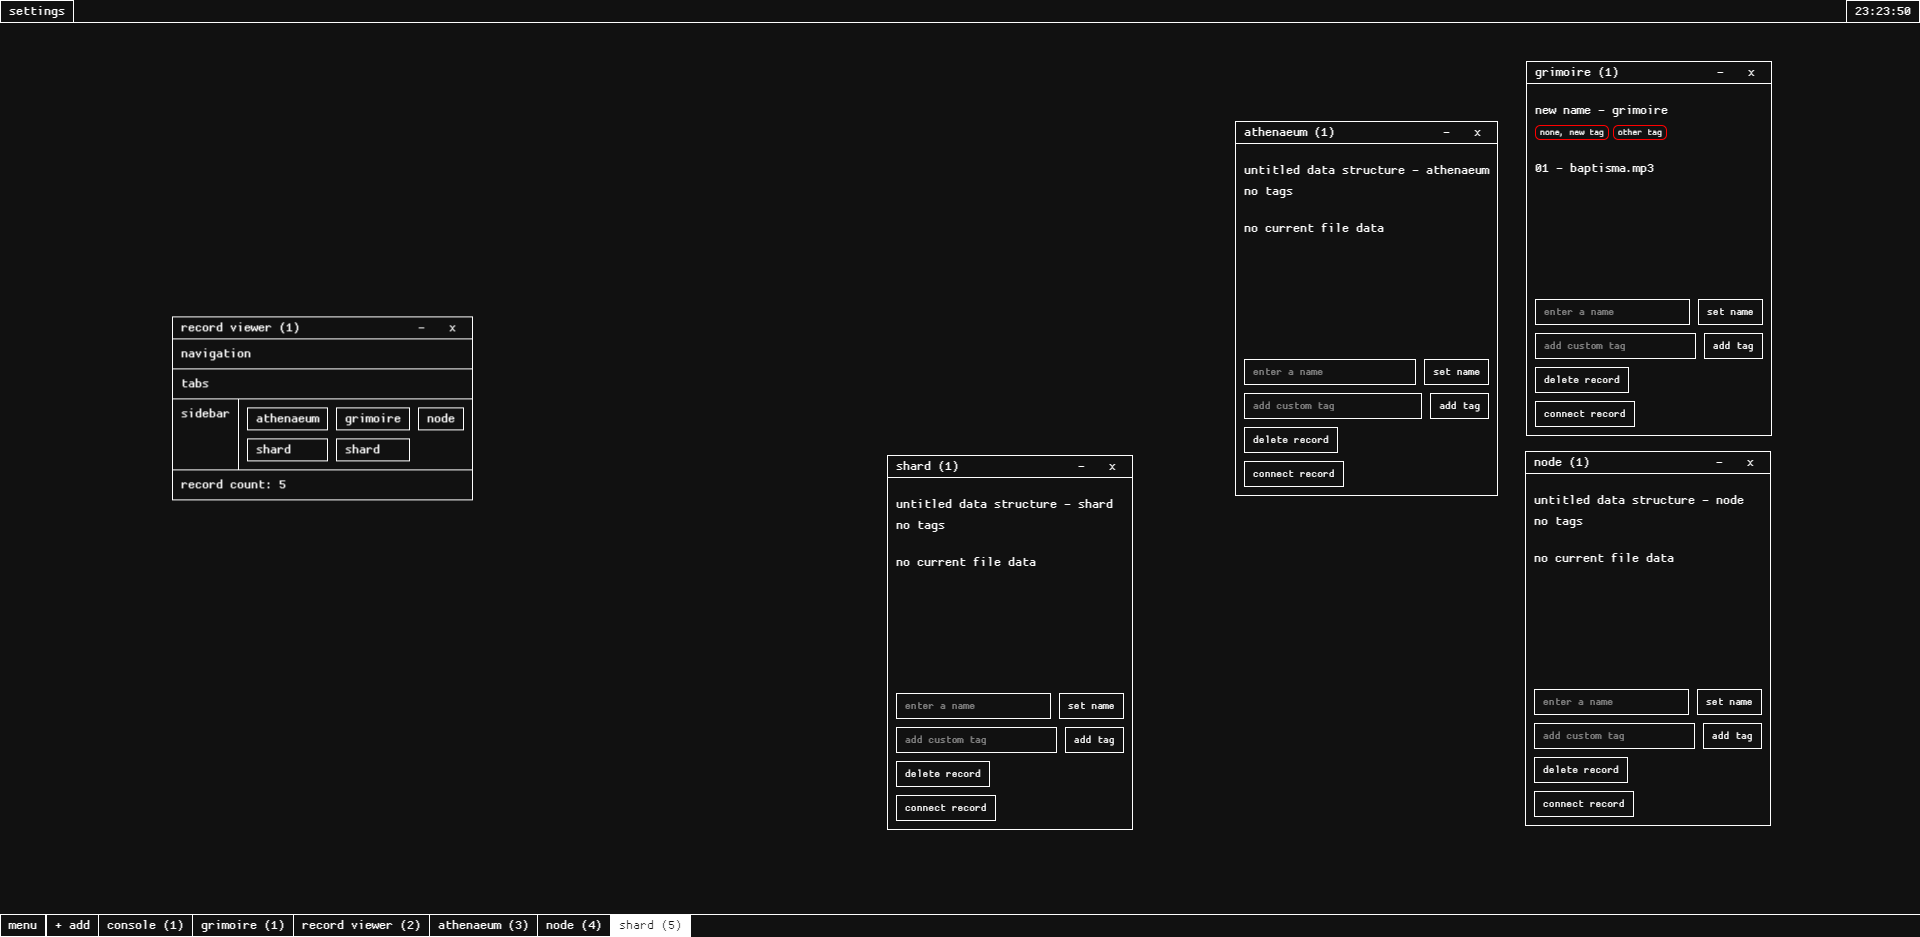 settings
23:23:50
grimoire (1) - x
new name - grimoire
none, new tag other tag
01 - baptisma.mp3
enter a name set name
add custom tag add tag
delete record
connect record
athenaeum (1) - x
untitled data structure - athenaeum
no tags
no current file data
enter a name set name
add custom tag add tag
delete record
connect record
record viewer (1) - x
navigation
tabs
sidebar athenaeum grimoire node
shard shard
record count: 5
shard (1) - x
untitled data structure - shard
no tags
no current file data
enter a name set name
add custom tag add tag
delete record
connect record
node (1) - x
untitled data structure - node
no tags
no current file data
enter a name set name
add custom tag add tag
delete record
connect record
menu + add console (1) grimoire (1) record viewer (2) athenaeum (3) node (4) shard (5)